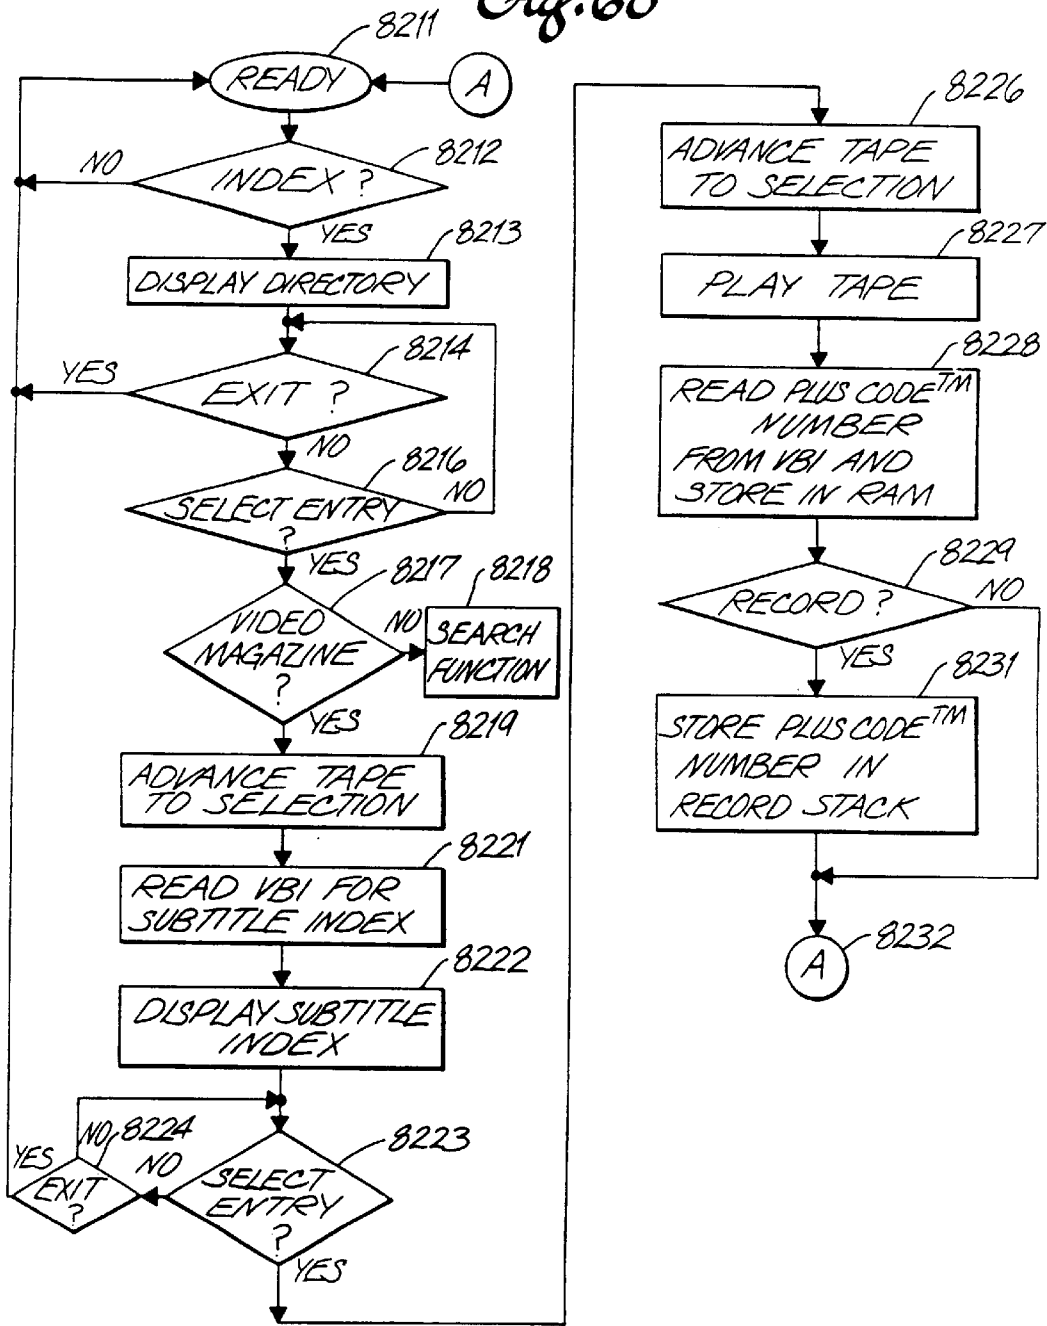 8211
READY
A
8212
INDEX ?
NO
YES
8213
DISPLAY DIRECTORY
8214
EXIT ?
YES
NO
8216
SELECT ENTRY
?
NO
YES
8217
VIDEO
MAGAZINE
?
NO
8218
SEARCH
FUNCTION
YES
8219
ADVANCE TAPE
TO SELECTION
8221
READ VBI FOR
SUBTITLE INDEX
8222
DISPLAY SUBTITLE
INDEX
8223
SELECT
ENTRY
?
NO
8224
NO
YES
EXIT
?
YES
8226
ADVANCE TAPE
TO SELECTION
8227
PLAY TAPE
8228
READ PLUS CODE™
NUMBER
FROM VBI AND
STORE IN RAM
8229
RECORD ?
NO
YES
8231
STORE PLUSCODE™
NUMBER IN
RECORD STACK
A
8232